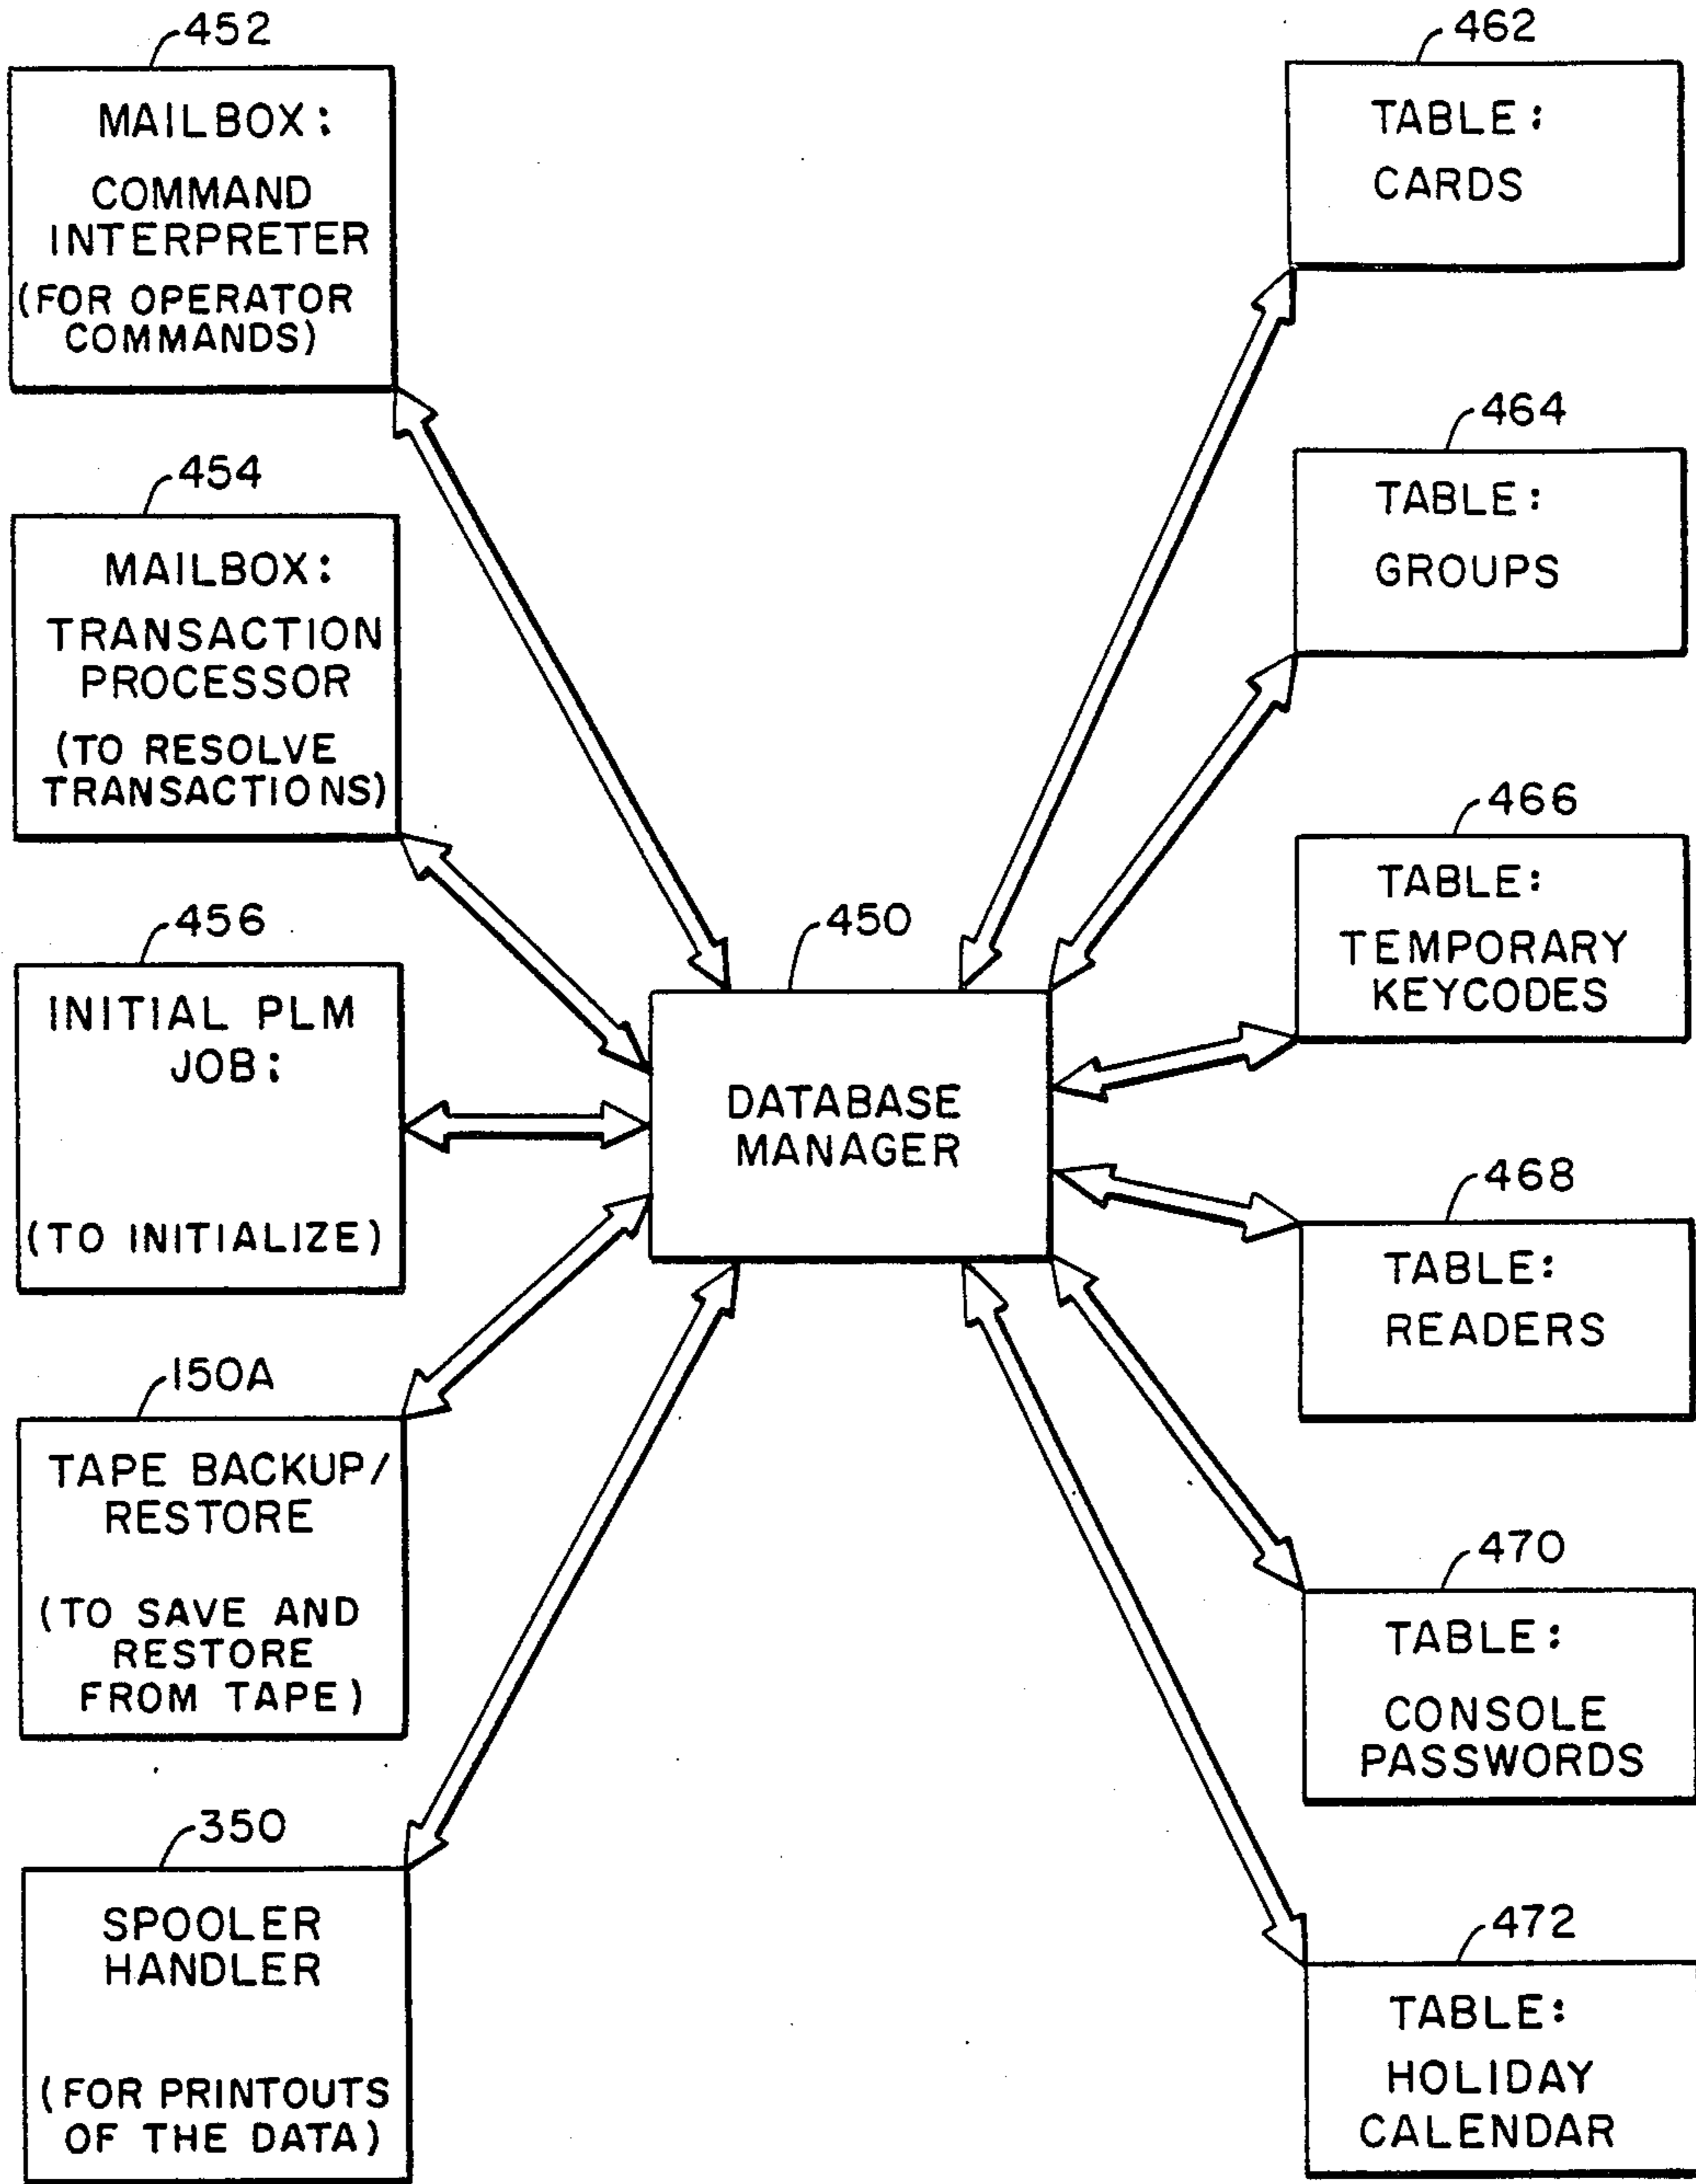 452
MAILBOX:
COMMAND
INTERPRETER
(FOR OPERATOR
COMMANDS)
454
MAILBOX:
TRANSACTION
PROCESSOR
(TO RESOLVE
TRANSACTIONS)
456
INITIAL PLM
JOB:
(TO INITIALIZE)
150A
TAPE BACKUP/
RESTORE
(TO SAVE AND
RESTORE
FROM TAPE)
350
SPOOLER
HANDLER
(FOR PRINTOUTS
OF THE DATA)
450
DATABASE
MANAGER
462
TABLE:
CARDS
464
TABLE:
GROUPS
466
TABLE:
TEMPORARY
KEYCODES
468
TABLE:
READERS
470
TABLE:
CONSOLE
PASSWORDS
472
TABLE:
HOLIDAY
CALENDAR